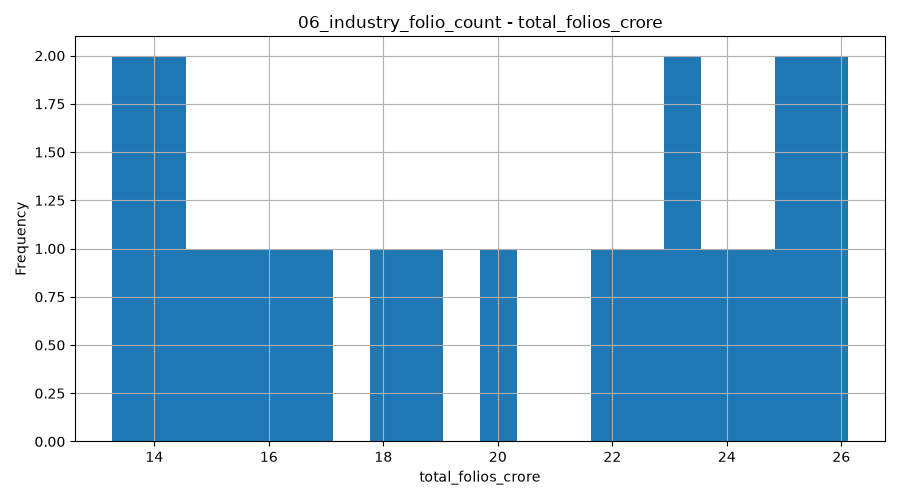 06_industry_folio_count - total_folios_crore
2.00
1.75
1.50
1.25
1.00
0.75
0.50
0.25
0.00
Frequency
14 16 18 20 22 24 26
total_folios_crore